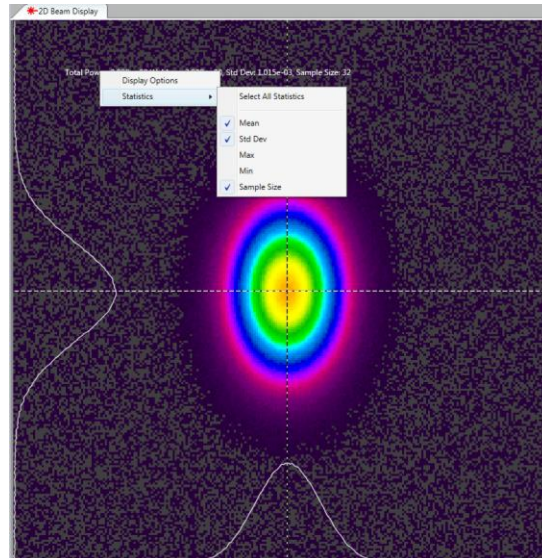 2D Beam Display
Total Pow Std Dev: 1.015e-03, Sample Size: 32
Display Options
Statistics
Select All Statistics
Mean
Std Dev
Max
Min
Sample Size